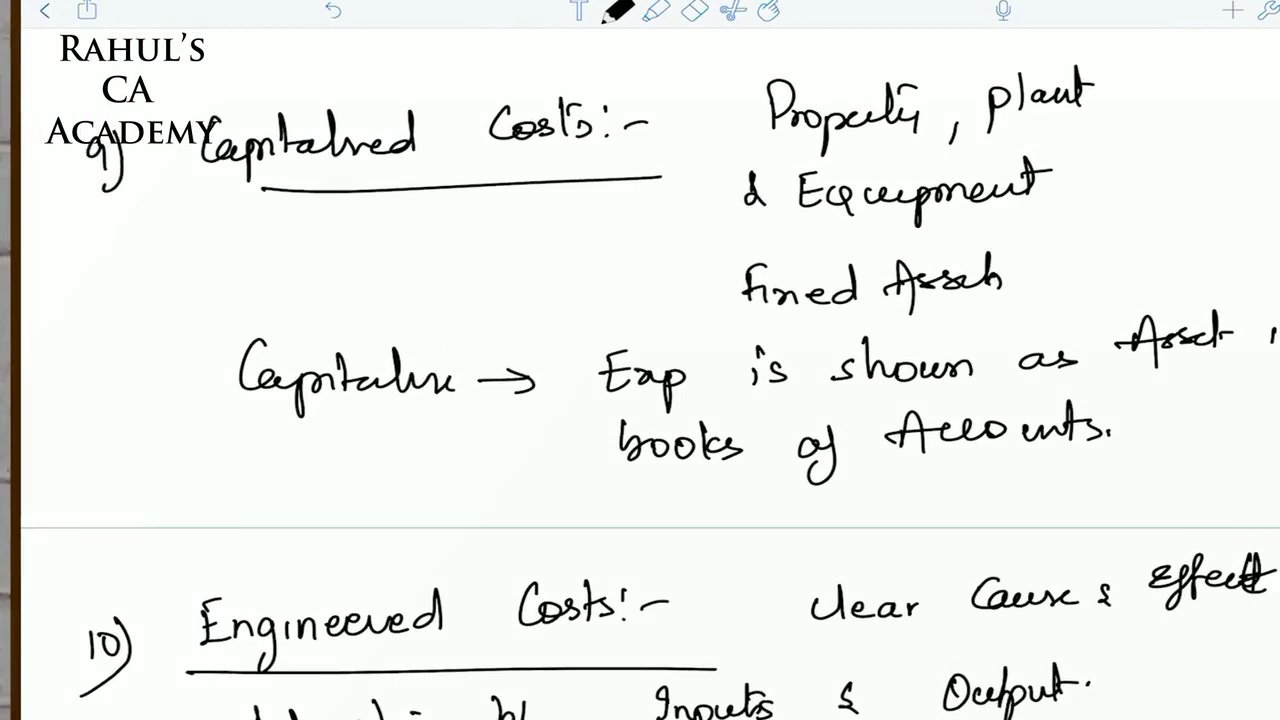 RAHUL'S
CA
ACADEMY
9) Capitalised Costs:-
Property, plant
& Equipment
Fixed Assets
Capitalise → Exp is shown as Asset
books of Accounts.
10) Engineered Costs:- clear Cause & effect
b/ Inputs & Output.